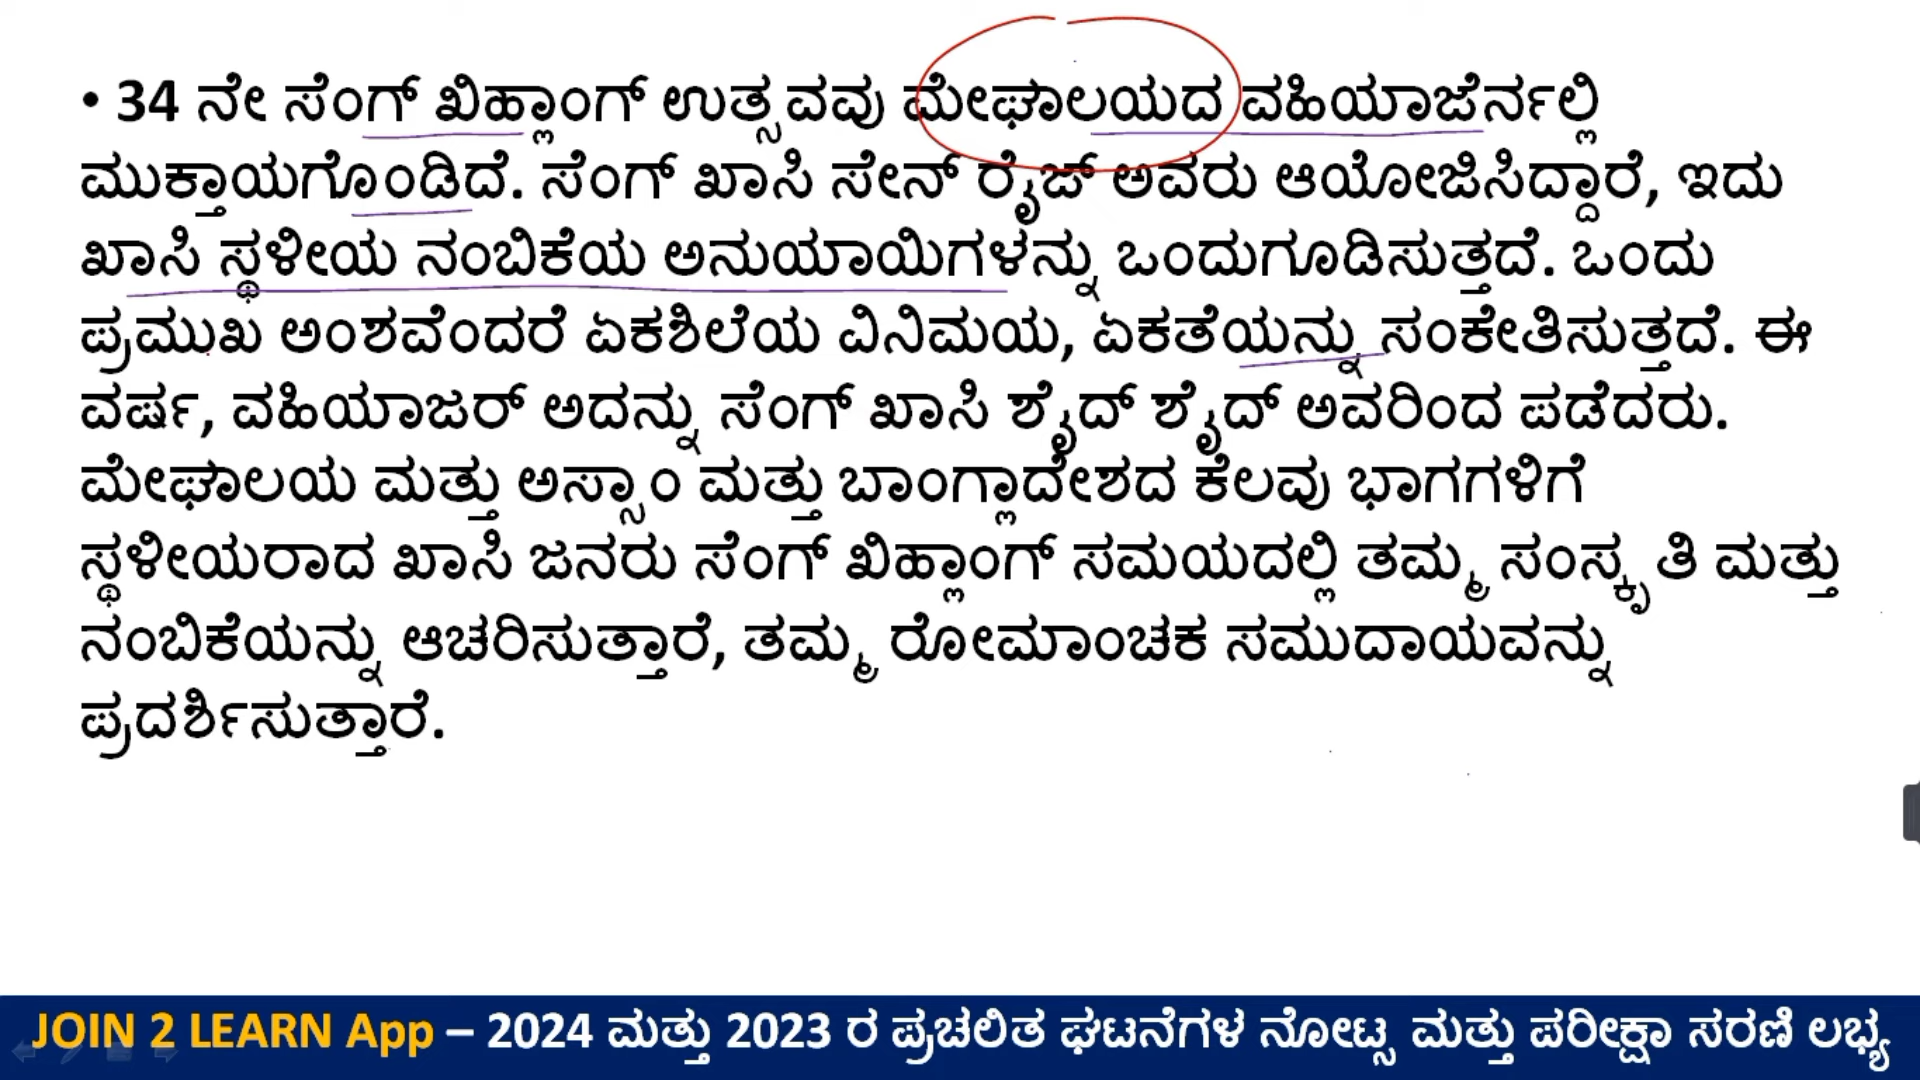 • 34 ನೇ ಸೆಂಗ್ ಖಿಹ್ಲಾಂಗ್ ಉತ್ಸವವು ಮೇಘಾಲಯದ ವಹಿಯಾಜೆರ್ನಲ್ಲಿ
ಮುಕ್ತಾಯಗೊಂಡಿದೆ. ಸೆಂಗ್ ಖಾಸಿ ಸೇನ್ ರೈಜ್ ಅವರು ಆಯೋಜಿಸಿದ್ದಾರೆ, ಇದು
ಖಾಸಿ ಸ್ಥಳೀಯ ನಂಬಿಕೆಯ ಅನುಯಾಯಿಗಳನ್ನು ಒಂದುಗೂಡಿಸುತ್ತದೆ. ಒಂದು
ಪ್ರಮುಖ ಅಂಶವೆಂದರೆ ಏಕಶಿಲೆಯ ವಿನಿಮಯ, ಏಕತೆಯನ್ನು ಸಂಕೇತಿಸುತ್ತದೆ. ಈ
ವರ್ಷ, ವಹಿಯಾಜರ್ ಅದನ್ನು ಸೆಂಗ್ ಖಾಸಿ ಶೈದ್ ಶೈದ್ ಅವರಿಂದ ಪಡೆದರು.
ಮೇಘಾಲಯ ಮತ್ತು ಅಸ್ಸಾಂ ಮತ್ತು ಬಾಂಗ್ಲಾದೇಶದ ಕೆಲವು ಭಾಗಗಳಿಗೆ
ಸ್ಥಳೀಯರಾದ ಖಾಸಿ ಜನರು ಸೆಂಗ್ ಖಿಹ್ಲಾಂಗ್ ಸಮಯದಲ್ಲಿ ತಮ್ಮ ಸಂಸ್ಕೃತಿ ಮತ್ತು
ನಂಬಿಕೆಯನ್ನು ಆಚರಿಸುತ್ತಾರೆ, ತಮ್ಮ ರೋಮಾಂಚಕ ಸಮುದಾಯವನ್ನು
ಪ್ರದರ್ಶಿಸುತ್ತಾರೆ.
JOIN 2 LEARN App – 2024 ಮತ್ತು 2023 ರ ಪ್ರಚಲಿತ ಘಟನೆಗಳ ನೋಟ್ಸ ಮತ್ತು ಪರೀಕ್ಷಾ ಸರಣಿ ಲಭ್ಯ